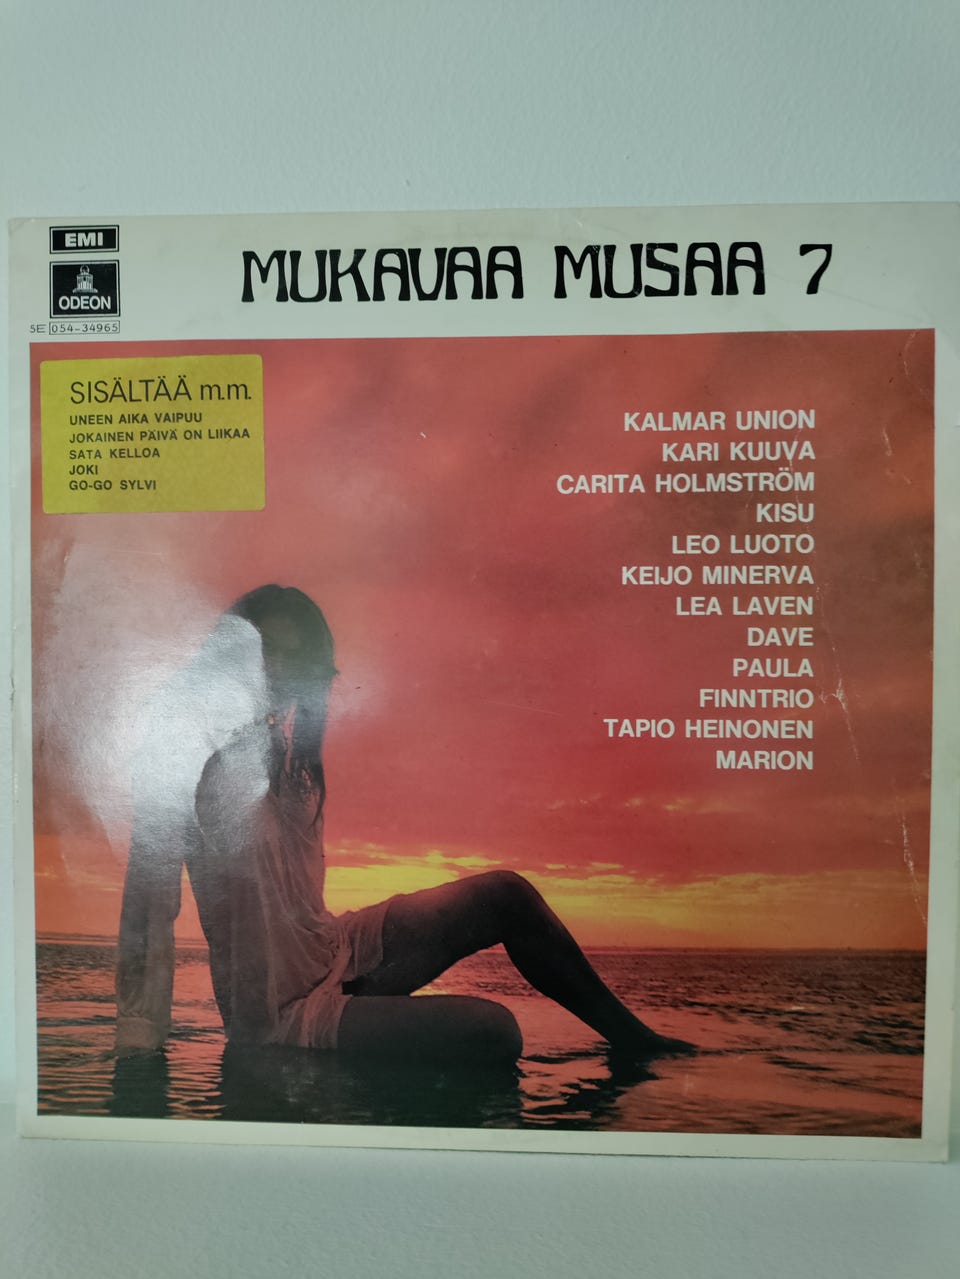 EMI
ODEON
5E 054-34965
MUKAVAA MUSAA 7
SISÄLTÄÄ m.m.
UNEEN AIKA VAIPUU
JOKAINEN PÄIVÄ ON LIIKAA
SATA KELLOA
JOKI
GO-GO SYLVI
KALMAR UNION
KARI KUUVA
CARITA HOLMSTRÖM
KISU
LEO LUOTO
KEIJO MINERVA
LEA LAVEN
DAVE
PAULA
FINNTRIO
TAPIO HEINONEN
MARION